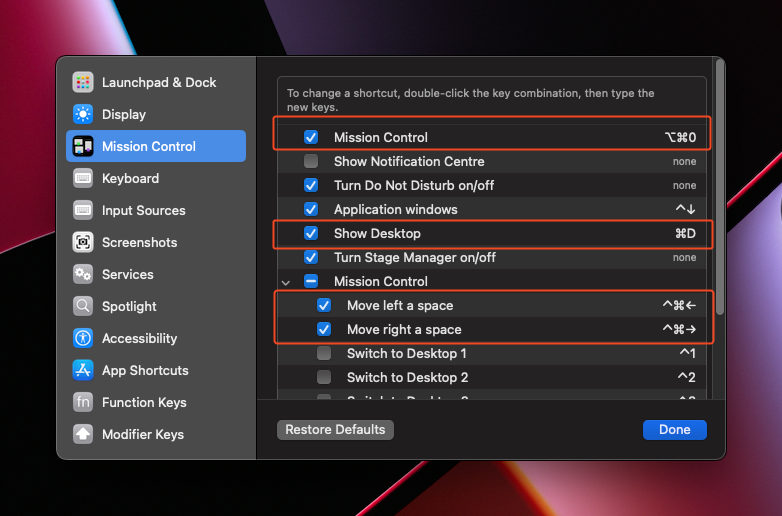 Launchpad & Dock
Display
Mission Control
Keyboard
Input Sources
Screenshots
Services
Spotlight
Accessibility
App Shortcuts
fn Function Keys
Modifier Keys
To change a shortcut, double-click the key combination, then type the
new keys.
Mission Control ⌥⌘0
Show Notification Centre none
Turn Do Not Disturb on/off none
Application windows ^↓
Show Desktop ⌘D
Turn Stage Manager on/off none
Mission Control
Move left a space ^⌘←
Move right a space ^⌘→
Switch to Desktop 1 ^1
Switch to Desktop 2 ^2
Restore Defaults
Done